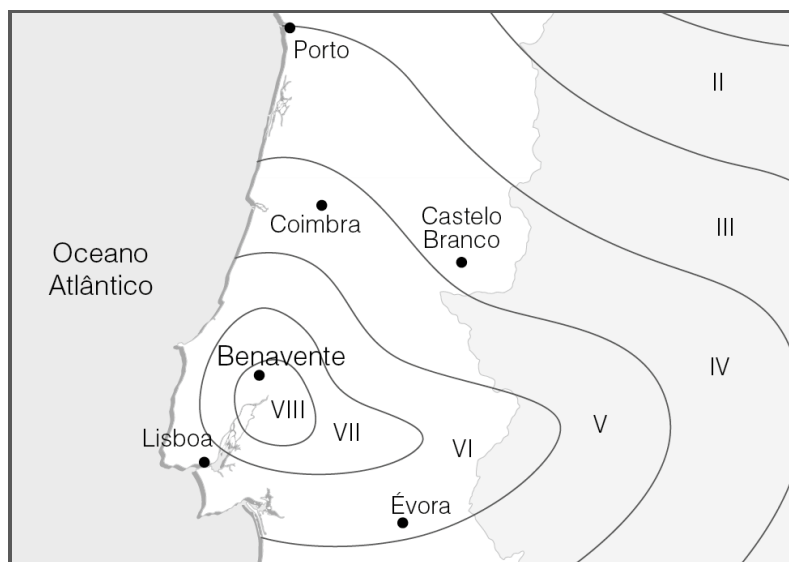 Porto
II
Coimbra
Castelo
Branco
III
Oceano
Atlântico
Benavente
IV
VIII
VII
V
Lisboa
VI
Évora